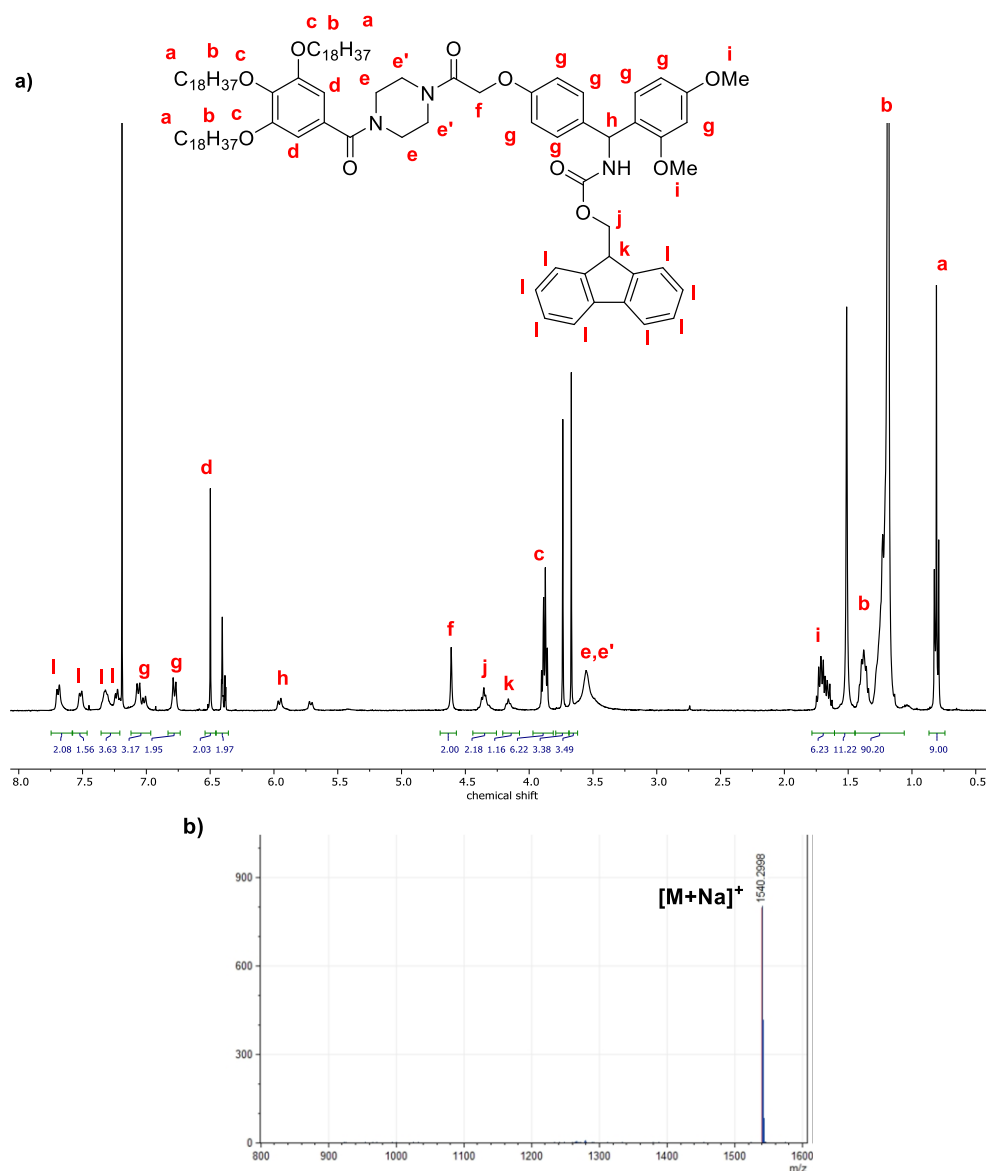 a)
c b a
O
C18H37
a b c
C18H37O
a b
C18H37O
a b c
C18H37O
d
d
O
N
N
e e'
e' e
O
O
f
g g
g g
h
g g
g
OMe i
OMe
i
NH
O
O
j
k
l l
l l
l l
l l
b
a
d
c
f
b
l l l l g g
h
j
k
e,e'
i
2.08 1.56 3.63 3.17 1.95 2.03 1.97 2.00 2.18 1.16 6.22 3.38 3.49 6.23 11.22 90.20 9.00
8.0 7.5 7.0 6.5 6.0 5.5 5.0 4.5 4.0 3.5 3.0 2.5 2.0 1.5 1.0 0.5
chemical shift
b)
900
600
300
0
[M+Na]+
1540.2998
800 900 1000 1100 1200 1300 1400 1500 1600
m/z